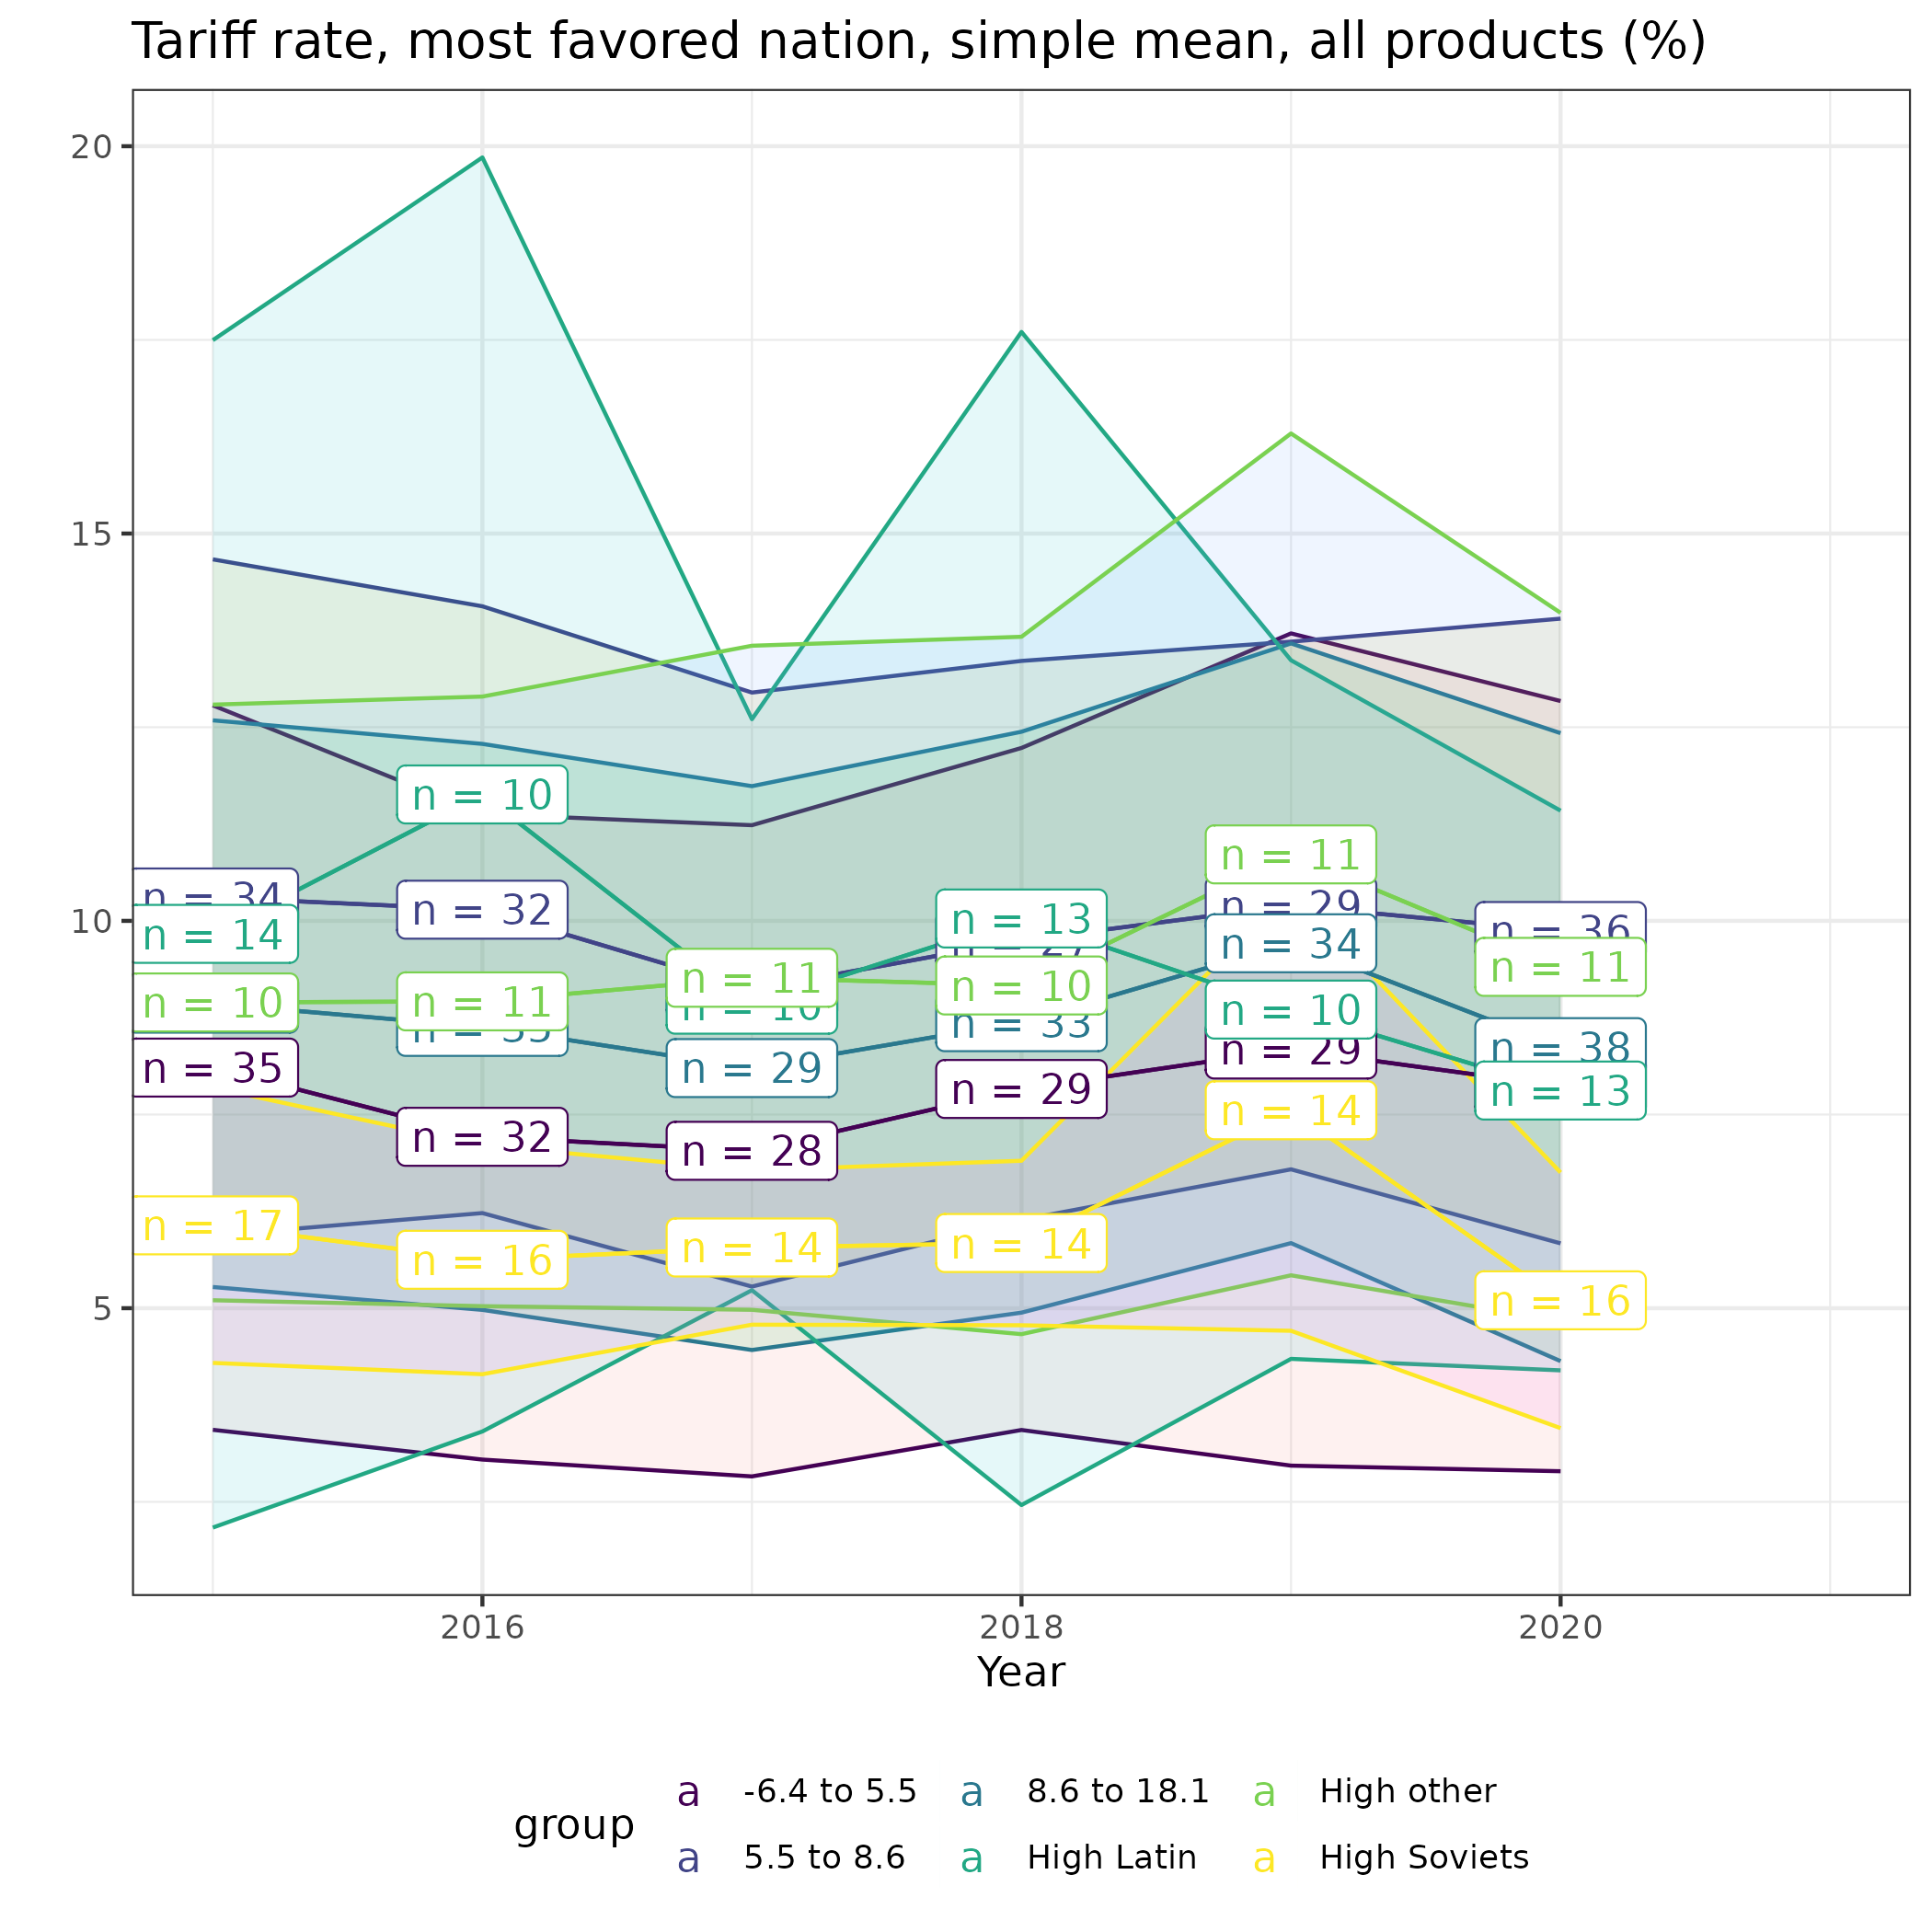 Tariff rate, most favored nation, simple mean, all products (%)
20
15
10
5
n = 10
n = 11
n = 34
n = 32
n = 29
n = 36
n = 14
n = 13
n = 34
n = 11
n = 11
n = 10
n = 11
n = 10
n = 10
n = 33
n = 38
n = 35
n = 29
n = 29
n = 29
n = 13
n = 32
n = 28
n = 14
n = 17
n = 16
n = 14
n = 14
n = 16
2016
2018
2020
Year
group
a -6.4 to 5.5 a 8.6 to 18.1 a High other
a 5.5 to 8.6 a High Latin a High Soviets